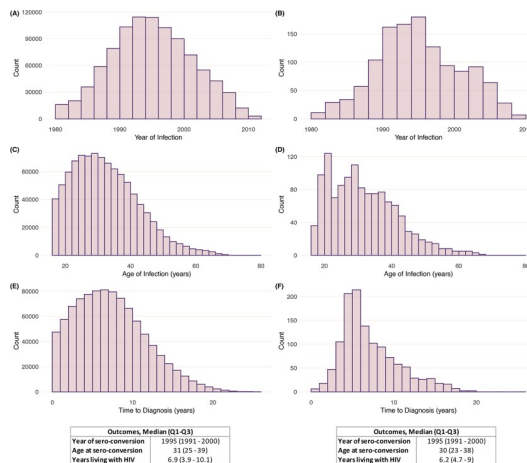 (A) 120000
90000
Count
60000
30000
0
1980 1990 2000 2010
Year of Infection
(B)
150
100
Count
50
0
1980 1990 2000
Year of Infection
(C)
60000
Count
40000
20000
0
20 40 60 80
Age of Infection (years)
(D)
120
80
Count
40
0
20 40 60 80
Age of Infection (years)
(E)
80000
60000
Count
40000
20000
0
0 10 20
Time to Diagnosis (years)
(F)
200
150
Count
100
50
0
0 10 20
Time to Diagnosis (years)
Outcomes, Median (Q1-Q3)
Year of sero-conversion 1995 (1991 - 2000)
Age at sero-conversion 31 (25 - 39)
Years living with HIV 6.9 (3.9 - 10.1)
Outcomes, Median (Q1-Q3)
Year of sero-conversion 1995 (1991 - 2000)
Age at sero-conversion 30 (23 - 38)
Years living with HIV 6.2 (4.7 - 9)